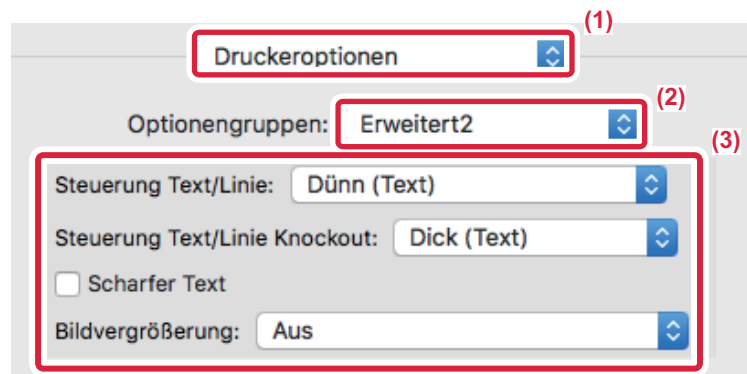 (1)
Druckeroptionen
(2)
Optionengruppen: Erweitert2
(3)
Steuerung Text/Linie: Dünn (Text)
Steuerung Text/Linie Knockout: Dick (Text)
Scharfer Text
Bildvergrößerung: Aus